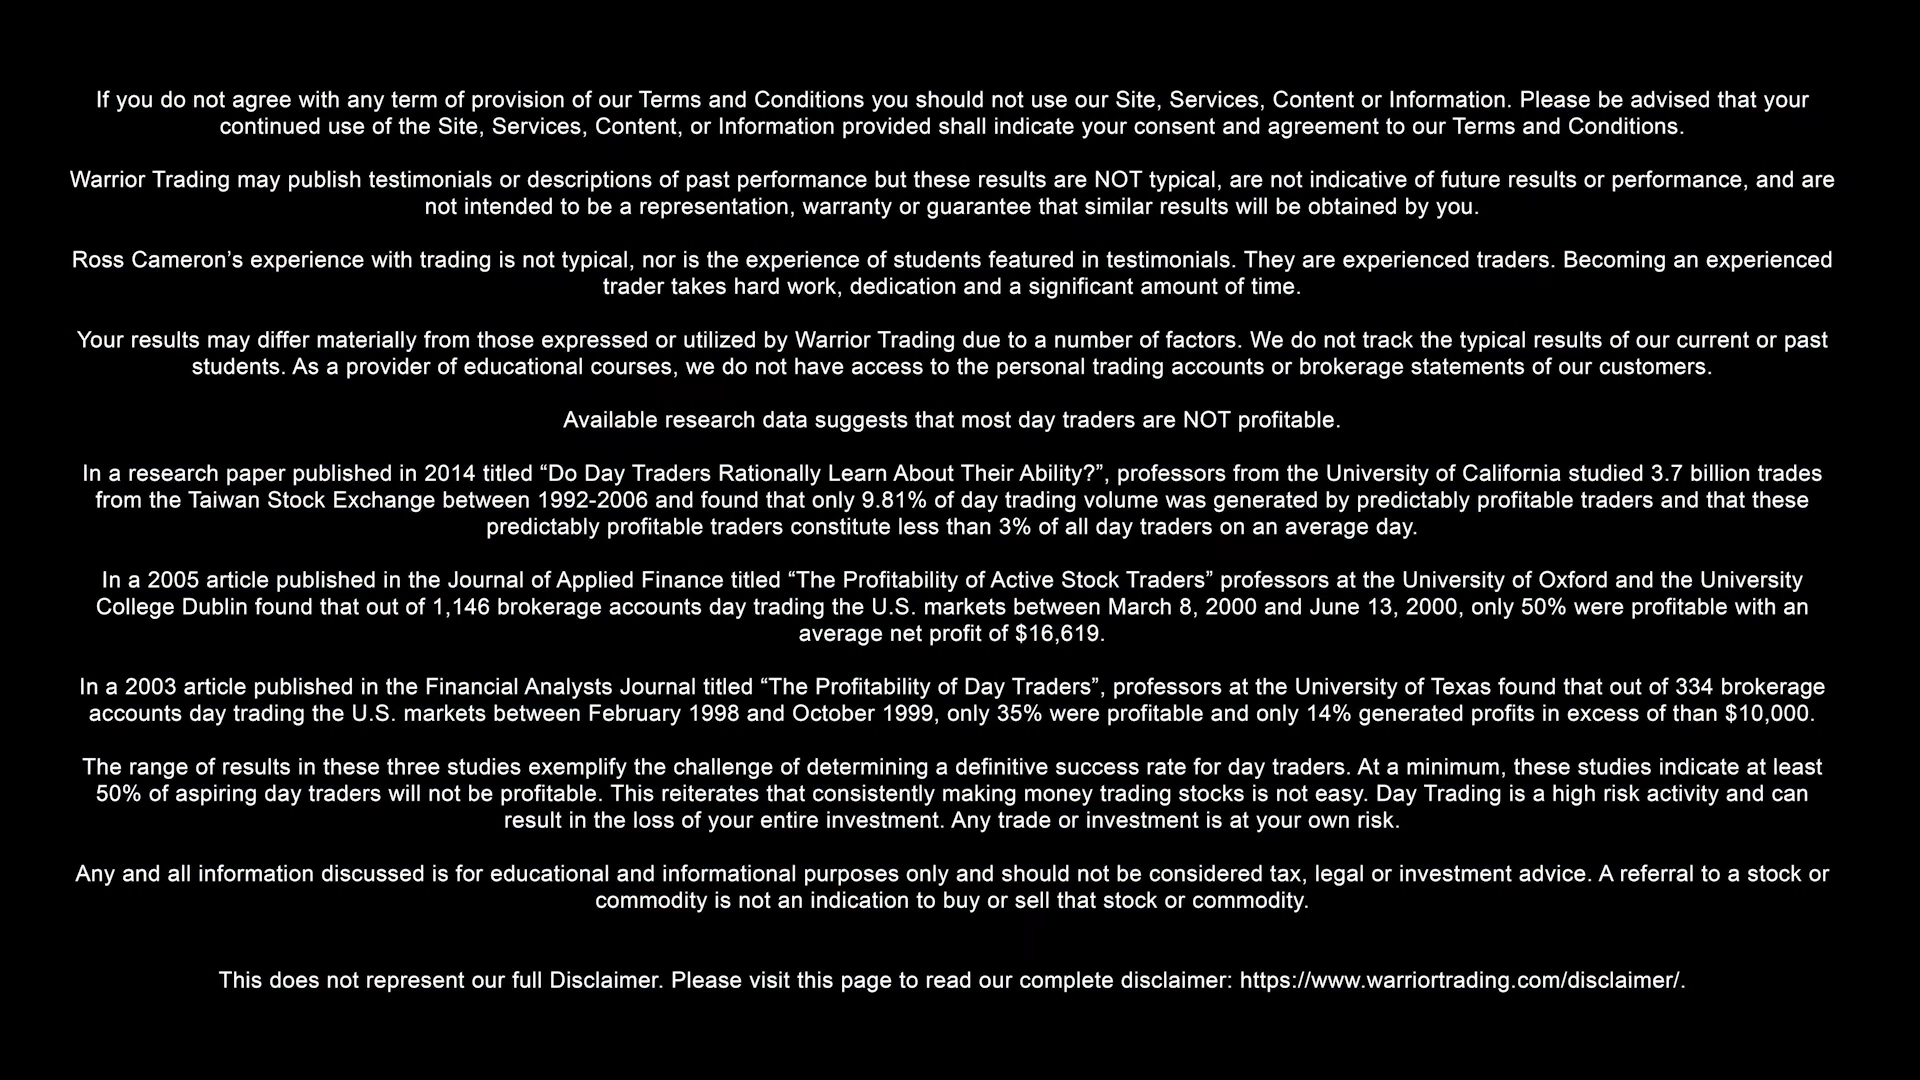 If you do not agree with any term of provision of our Terms and Conditions you should not use our Site, Services, Content or Information. Please be advised that your
continued use of the Site, Services, Content, or Information provided shall indicate your consent and agreement to our Terms and Conditions.
Warrior Trading may publish testimonials or descriptions of past performance but these results are NOT typical, are not indicative of future results or performance, and are
not intended to be a representation, warranty or guarantee that similar results will be obtained by you.
Ross Cameron’s experience with trading is not typical, nor is the experience of students featured in testimonials. They are experienced traders. Becoming an experienced
trader takes hard work, dedication and a significant amount of time.
Your results may differ materially from those expressed or utilized by Warrior Trading due to a number of factors. We do not track the typical results of our current or past
students. As a provider of educational courses, we do not have access to the personal trading accounts or brokerage statements of our customers.
Available research data suggests that most day traders are NOT profitable.
In a research paper published in 2014 titled “Do Day Traders Rationally Learn About Their Ability?”, professors from the University of California studied 3.7 billion trades
from the Taiwan Stock Exchange between 1992-2006 and found that only 9.81% of day trading volume was generated by predictably profitable traders and that these
predictably profitable traders constitute less than 3% of all day traders on an average day.
In a 2005 article published in the Journal of Applied Finance titled “The Profitability of Active Stock Traders” professors at the University of Oxford and the University
College Dublin found that out of 1,146 brokerage accounts day trading the U.S. markets between March 8, 2000 and June 13, 2000, only 50% were profitable with an
average net profit of $16,619.
In a 2003 article published in the Financial Analysts Journal titled “The Profitability of Day Traders”, professors at the University of Texas found that out of 334 brokerage
accounts day trading the U.S. markets between February 1998 and October 1999, only 35% were profitable and only 14% generated profits in excess of than $10,000.
The range of results in these three studies exemplify the challenge of determining a definitive success rate for day traders. At a minimum, these studies indicate at least
50% of aspiring day traders will not be profitable. This reiterates that consistently making money trading stocks is not easy. Day Trading is a high risk activity and can
result in the loss of your entire investment. Any trade or investment is at your own risk.
Any and all information discussed is for educational and informational purposes only and should not be considered tax, legal or investment advice. A referral to a stock or
commodity is not an indication to buy or sell that stock or commodity.
This does not represent our full Disclaimer. Please visit this page to read our complete disclaimer: https://www.warriortrading.com/disclaimer/.